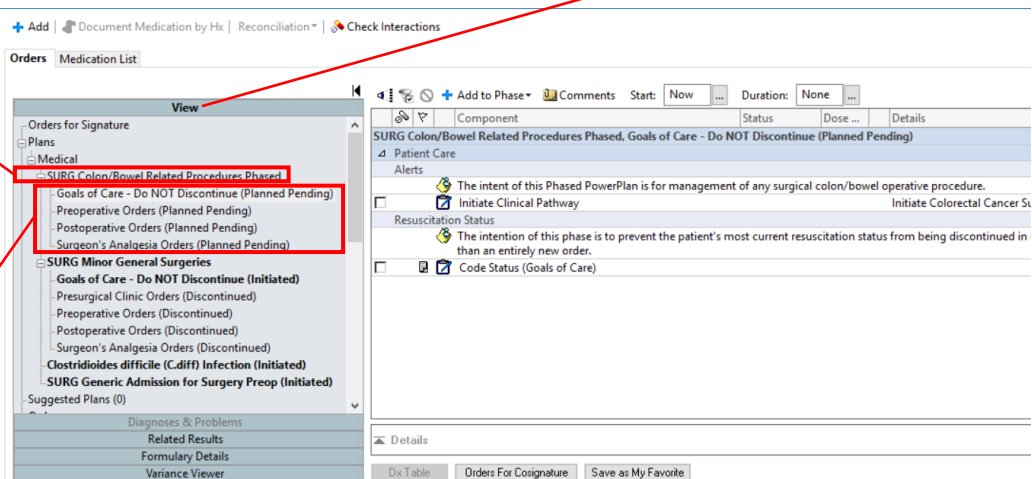 Add Document Medication by Hx Reconciliation Check Interactions
Orders Medication List
View
Orders for Signature
Plans
Medical
SURG Colon/Bowel Related Procedures Phased
Goals of Care - Do NOT Discontinue (Planned Pending)
Preoperative Orders (Planned Pending)
Postoperative Orders (Planned Pending)
Surgeon's Analgesia Orders (Planned Pending)
SURG Minor General Surgeries
Goals of Care - Do NOT Discontinue (Initiated)
Presurgical Clinic Orders (Discontinued)
Preoperative Orders (Discontinued)
Postoperative Orders (Discontinued)
Surgeon's Analgesia Orders (Discontinued)
Clostridioides difficile (C.diff) Infection (Initiated)
SURG Generic Admission for Surgery Preop (Initiated)
Suggested Plans (0)
Diagnoses & Problems
Related Results
Formulary Details
Variance Viewer
Add to Phase Comments Start: Now ... Duration: None ...
Component Status Dose ... Details
SURG Colon/Bowel Related Procedures Phased, Goals of Care - Do NOT Discontinue (Planned Pending)
Patient Care
Alerts
The intent of this Phased PowerPlan is for management of any surgical colon/bowel operative procedure.
Initiate Clinical Pathway Initiate Colorectal Cancer Su
Resuscitation Status
The intention of this phase is to prevent the patient's most current resuscitation status from being discontinued in
than an entirely new order.
Code Status (Goals of Care)
Details
Dx Table Orders For Cosignature Save as My Favorite